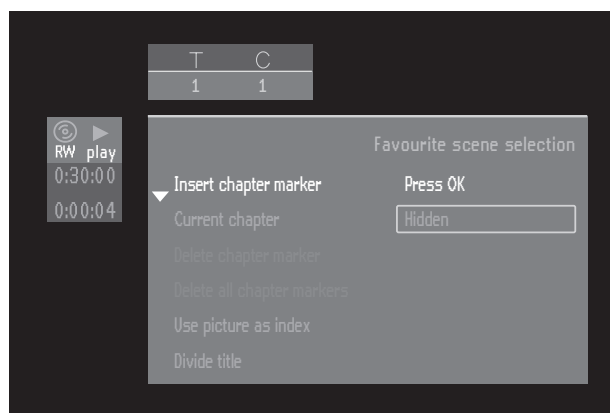 T C
1 1
RW play
0:30:00
0:00:04
Favourite scene selection
Insert chapter marker Press OK
Current chapter Hidden
Delete chapter marker
Delete all chapter markers
Use picture as index
Divide title